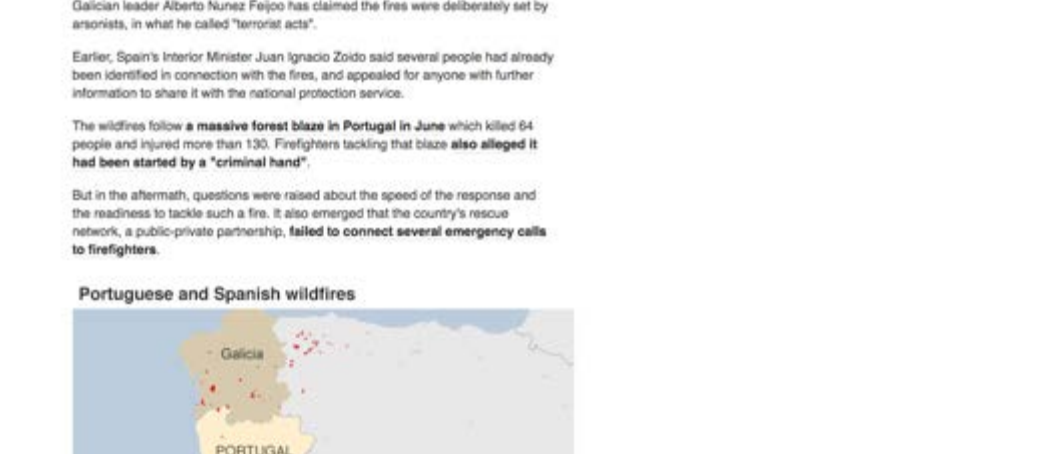 Galician leader Alberto Nunez Feijoo has claimed the fires were deliberately set by
arsonists, in what he called "terrorist acts".
Earlier, Spain's Interior Minister Juan Ignacio Zoido said several people had already
been identified in connection with the fires, and appealed for anyone with further
information to share it with the national protection service.
The wildfires follow a massive forest blaze in Portugal in June which killed 64
people and injured more than 130. Firefighters tackling that blaze also alleged it
had been started by a "criminal hand".
But in the aftermath, questions were raised about the speed of the response and
the readiness to tackle such a fire. It also emerged that the country's rescue
network, a public-private partnership, failed to connect several emergency calls
to firefighters.
Portuguese and Spanish wildfires
Galicia
PORTUGAL